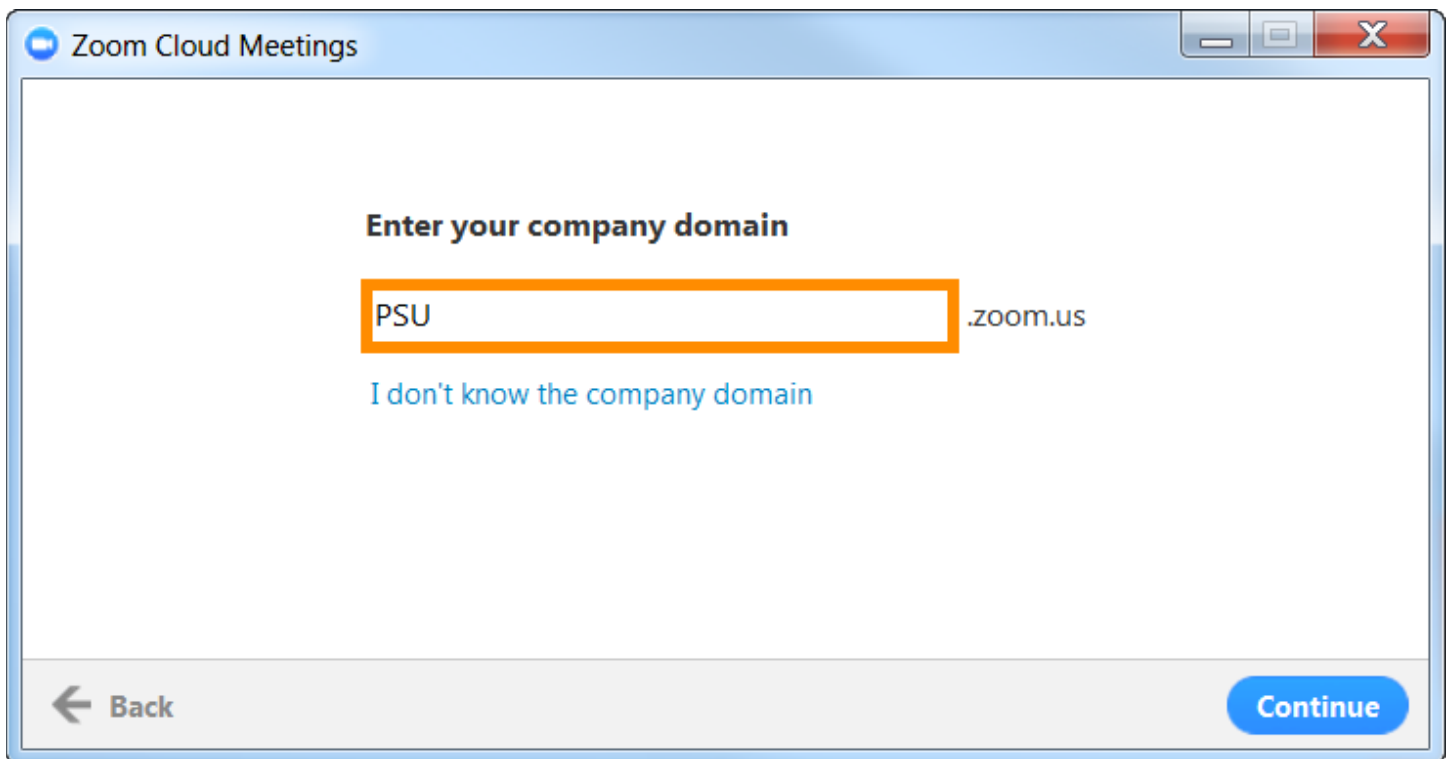 Zoom Cloud Meetings
Enter your company domain
PSU .zoom.us
I don't know the company domain
Back Continue